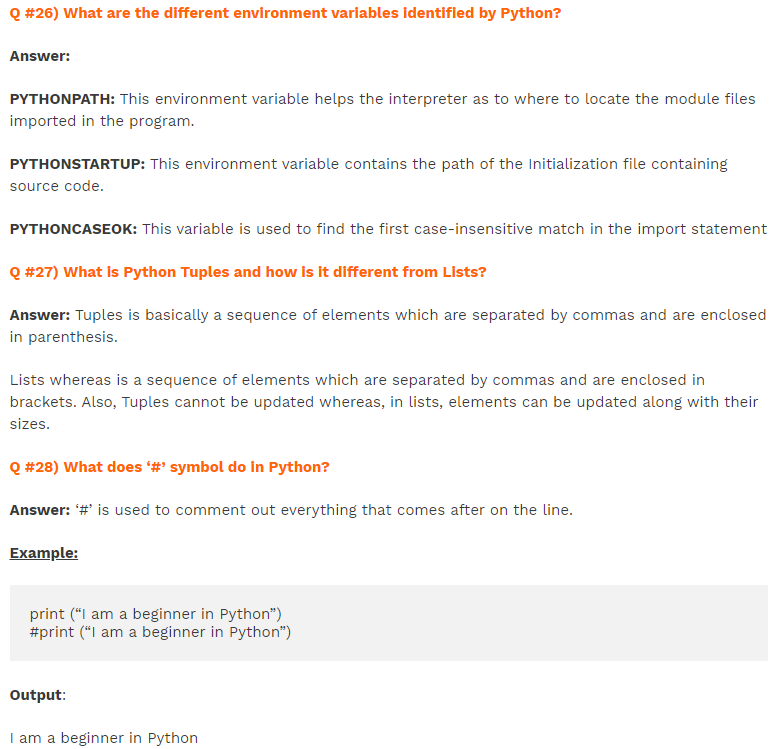 Q #26) What are the different environment variables identified by Python?
Answer:
PYTHONPATH: This environment variable helps the interpreter as to where to locate the module files
imported in the program.
PYTHONSTARTUP: This environment variable contains the path of the Initialization file containing
source code.
PYTHONCASEOK: This variable is used to find the first case-insensitive match in the import statement
Q #27) What is Python Tuples and how is it different from Lists?
Answer: Tuples is basically a sequence of elements which are separated by commas and are enclosed
in parenthesis.
Lists whereas is a sequence of elements which are separated by commas and are enclosed in
brackets. Also, Tuples cannot be updated whereas, in lists, elements can be updated along with their
sizes.
Q #28) What does ‘#’ symbol do in Python?
Answer: ‘#’ is used to comment out everything that comes after on the line.
Example:
print (“I am a beginner in Python”)
#print (“I am a beginner in Python”)
Output:
I am a beginner in Python